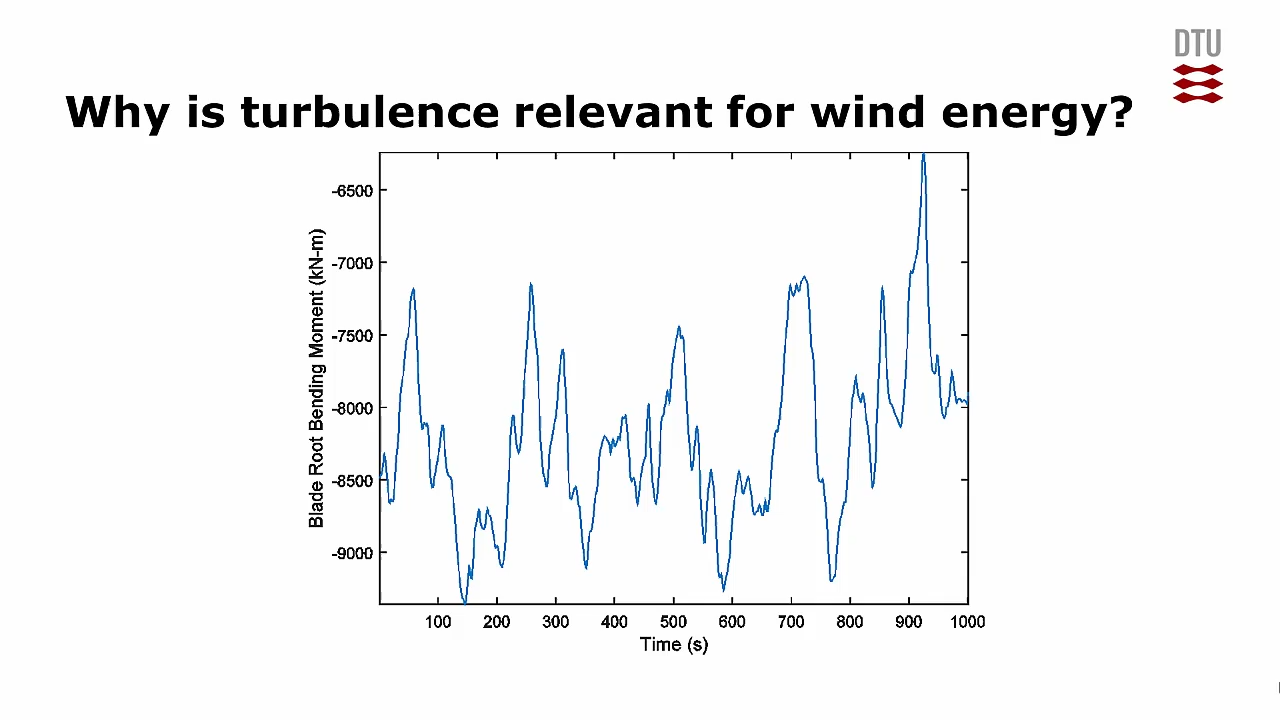 DTU
Why is turbulence relevant for wind energy?
Blade Root Bending Moment (kN-m)
-6500
-7000
-7500
-8000
-8500
-9000
100 200 300 400 500 600 700 800 900 1000
Time (s)